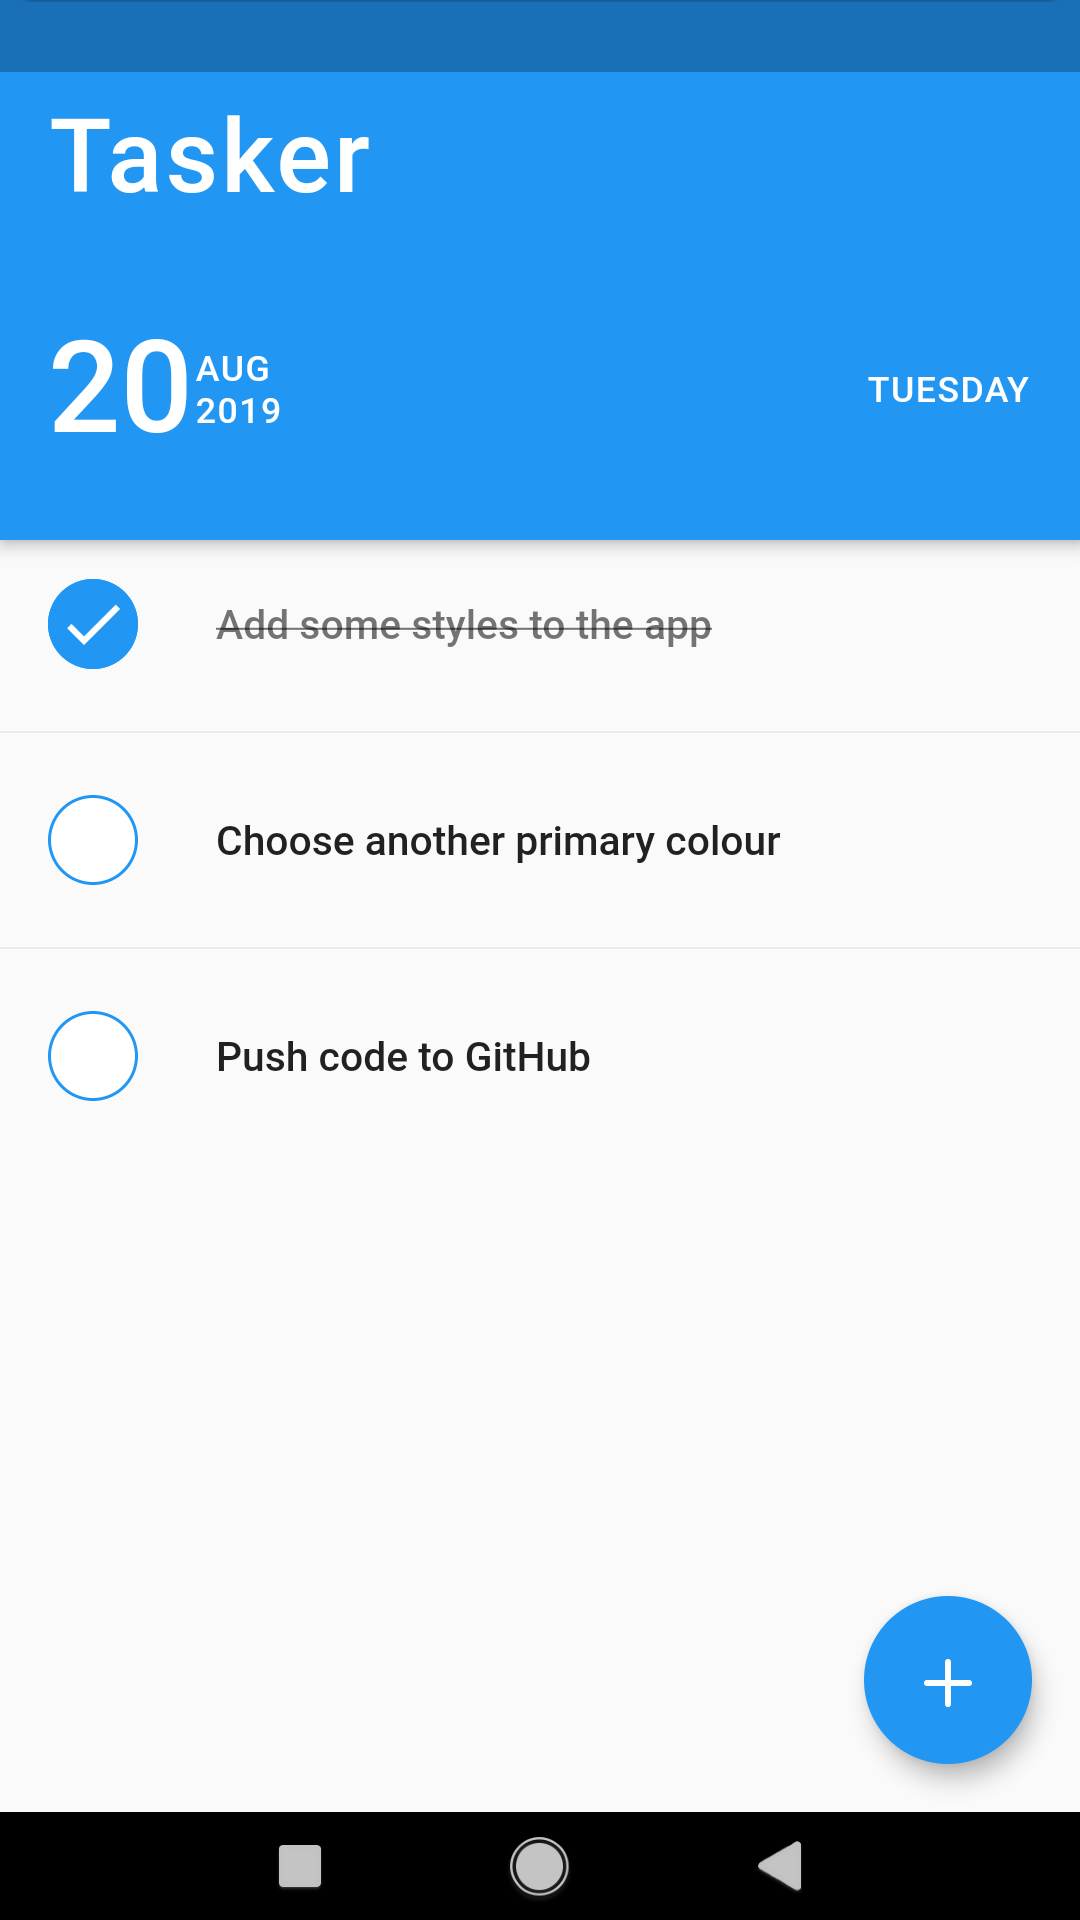 Tasker
20
AUG
2019
TUESDAY
Add some styles to the app
Choose another primary colour
Push code to GitHub